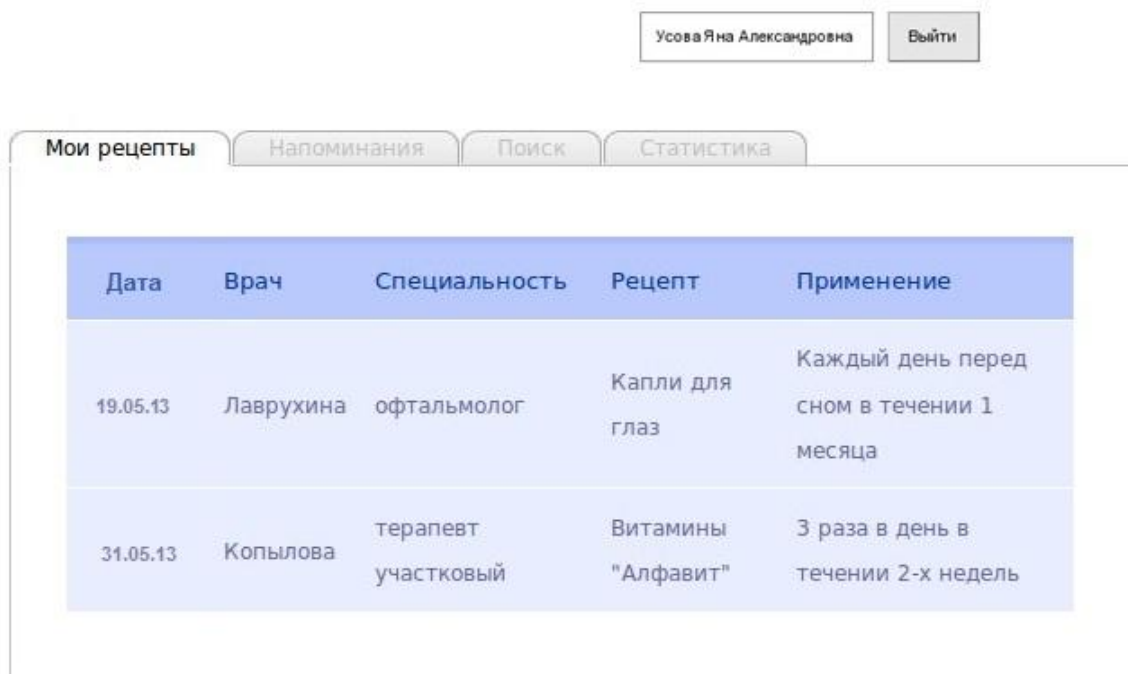 Усова Яна Александровна Выйти
Мои рецепты Напоминания Поиск Статистика
Дата Врач Специальность Рецепт Применение
19.05.13 Лаврухина офтальмолог Капли для глаз Каждый день перед сном в течении 1 месяца
31.05.13 Копылова терапевт участковый Витамины "Алфавит" 3 раза в день в течении 2-х недель